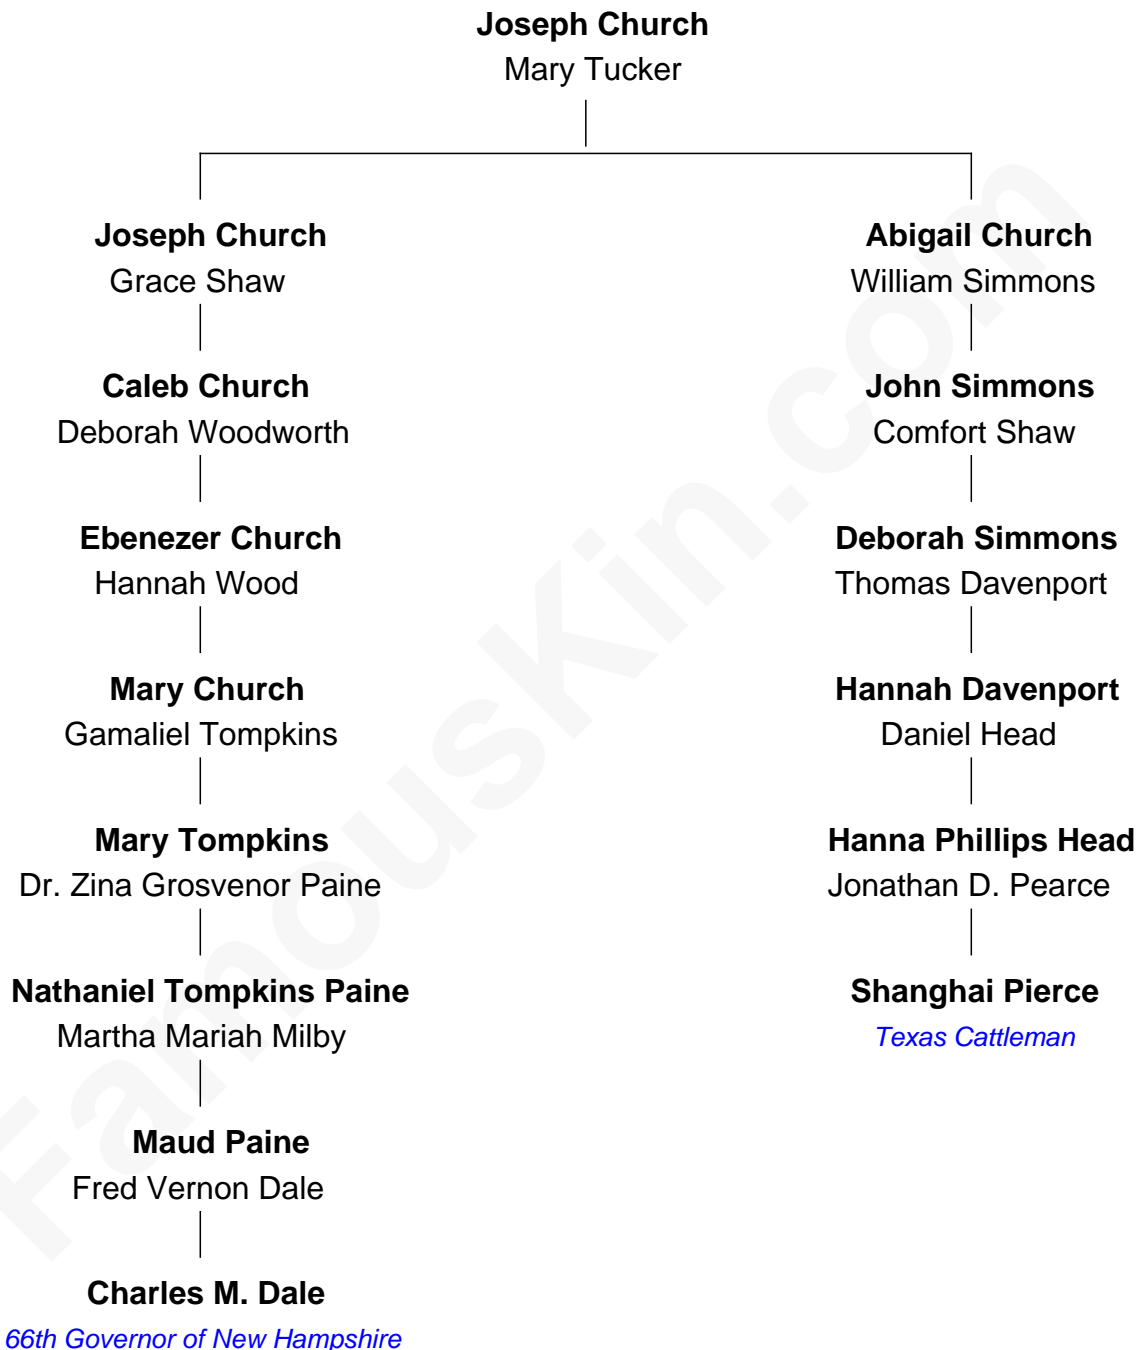 Joseph Church
Mary Tucker
Joseph Church
Grace Shaw
Caleb Church
Deborah Woodworth
Ebenezer Church
Hannah Wood
Mary Church
Gamaliel Tompkins
Mary Tompkins
Dr. Zina Grosvenor Paine
Nathaniel Tompkins Paine
Martha Mariah Milby
Maud Paine
Fred Vernon Dale
Charles M. Dale
66th Governor of New Hampshire
Abigail Church
William Simmons
John Simmons
Comfort Shaw
Deborah Simmons
Thomas Davenport
Hannah Davenport
Daniel Head
Hanna Phillips Head
Jonathan D. Pearce
Shanghai Pierce
Texas Cattleman
FamousKin.com